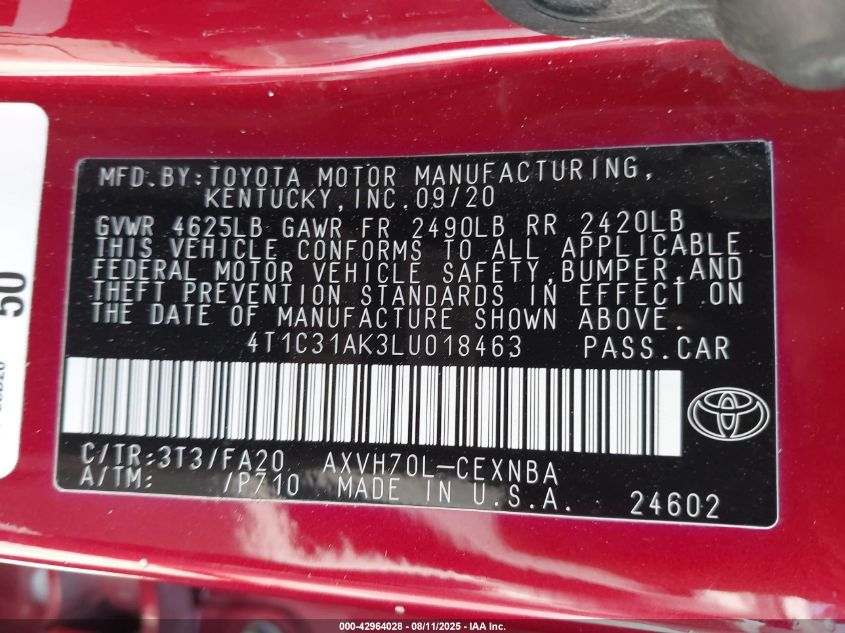 MFD.BY:TOYOTA MOTOR MANUFACTURING,
KENTUCKY,INC.09/20
GVWR 4625LB GAWR FR 2490LB RR 2420LB
THIS VEHICLE CONFORMS TO ALL APPLICABLE
FEDERAL MOTOR VEHICLE SAFETY,BUMPER,AND
THEFT PREVENTION STANDARDS IN EFFECT ON
THE DATE OF MANUFACTURE SHOWN ABOVE.
4T1C31AK3LU018463 PASS.CAR
C/TR:3T3/FA20 AXVH70L-CEXNBA
A/TM: /P710 MADE IN U.S.A. 24602
50
000-42964028 - 08/11/2025 - IAA Inc.